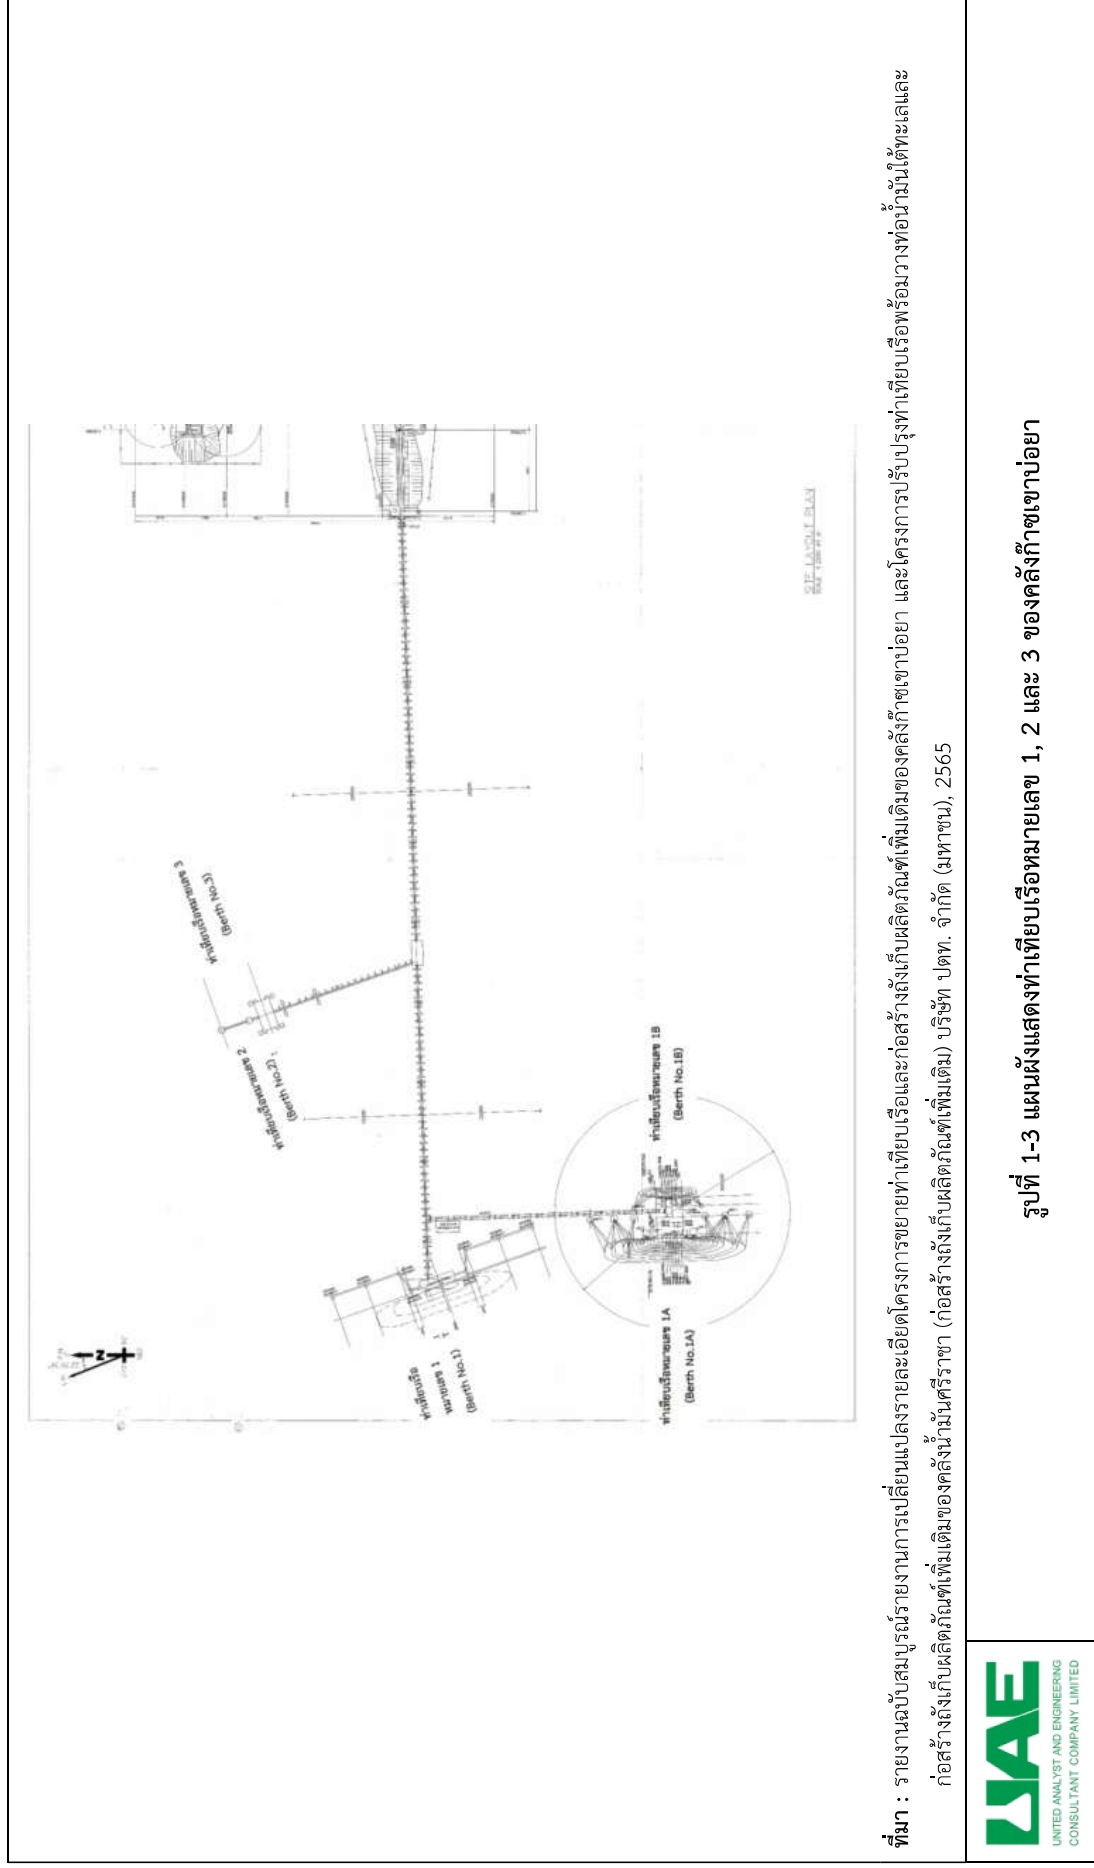 N
ท่าเทียบเรือหมายเลข 3
(Berth No.3)
ท่าเทียบเรือหมายเลข 2
(Berth No.2)
ท่าเทียบเรือ
หมายเลข 1
(Berth No.1)
ท่าเทียบเรือหมายเลข 1A
(Berth No.1A)
ท่าเทียบเรือหมายเลข 1B
(Berth No.1B)
SITE LAYOUT PLAN
ที่มา : รายงานฉบับสมบูรณ์รายงานการเปลี่ยนแปลงรายละเอียดโครงการขยายท่าเทียบเรือและก่อสร้างถังเก็บผลิตภัณฑ์เพิ่มเติมของคลังก๊าซเขาบ่อยา และโครงการปรับปรุงท่าเทียบเรือพร้อมวางท่อน้ำมันใต้ทะเลและ
ก่อสร้างถังเก็บผลิตภัณฑ์เพิ่มเติมของคลังน้ำมันศรีราชา (ก่อสร้างถังเก็บผลิตภัณฑ์เพิ่มเติม) บริษัท ปตท. จำกัด (มหาชน), 2565
UAE
UNITED ANALYST AND ENGINEERING
CONSULTANT COMPANY LIMITED
รูปที่ 1-3 แผนผังแสดงท่าเทียบเรือหมายเลข 1, 2 และ 3 ของคลังก๊าซเขาบ่อยา